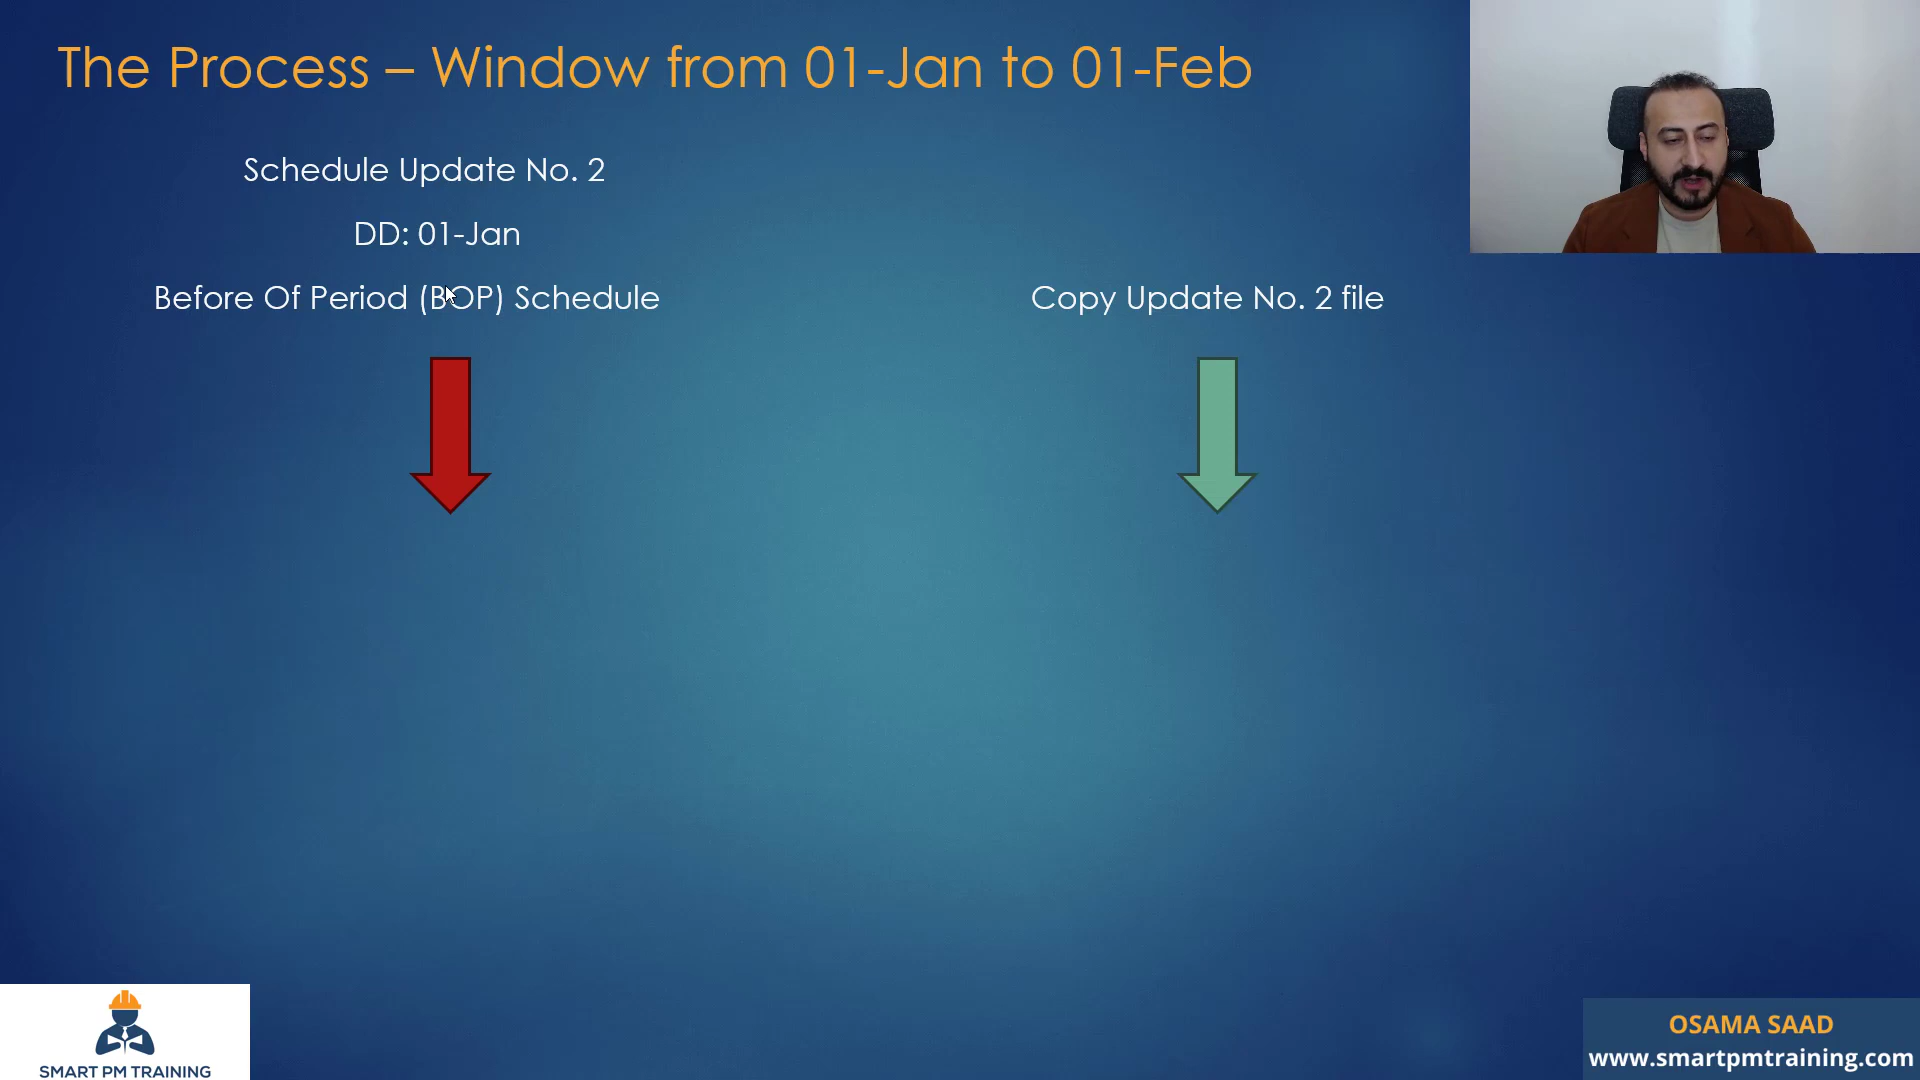 The Process – Window from 01-Jan to 01-Feb
Schedule Update No. 2
DD: 01-Jan
Before Of Period (BOP) Schedule
Copy Update No. 2 file
SMART PM TRAINING
OSAMA SAAD
www.smartpmtraining.com